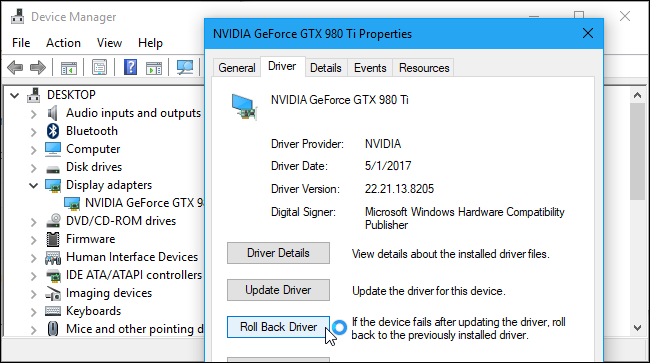 Device Manager
File Action View Help
DESKTOP
Audio inputs and outputs
Bluetooth
Computer
Disk drives
Display adapters
NVIDIA GeForce GTX 98
DVD/CD-ROM drives
Firmware
Human Interface Devices
IDE ATA/ATAPI controllers
Imaging devices
Keyboards
Mice and other pointing d
NVIDIA GeForce GTX 980 Ti Properties
General Driver Details Events Resources
NVIDIA GeForce GTX 980 Ti
Driver Provider: NVIDIA
Driver Date: 5/1/2017
Driver Version: 22.21.13.8205
Digital Signer: Microsoft Windows Hardware Compatibility
Publisher
Driver Details View details about the installed driver files.
Update Driver Update the driver for this device.
Roll Back Driver If the device fails after updating the driver, roll
back to the previously installed driver.